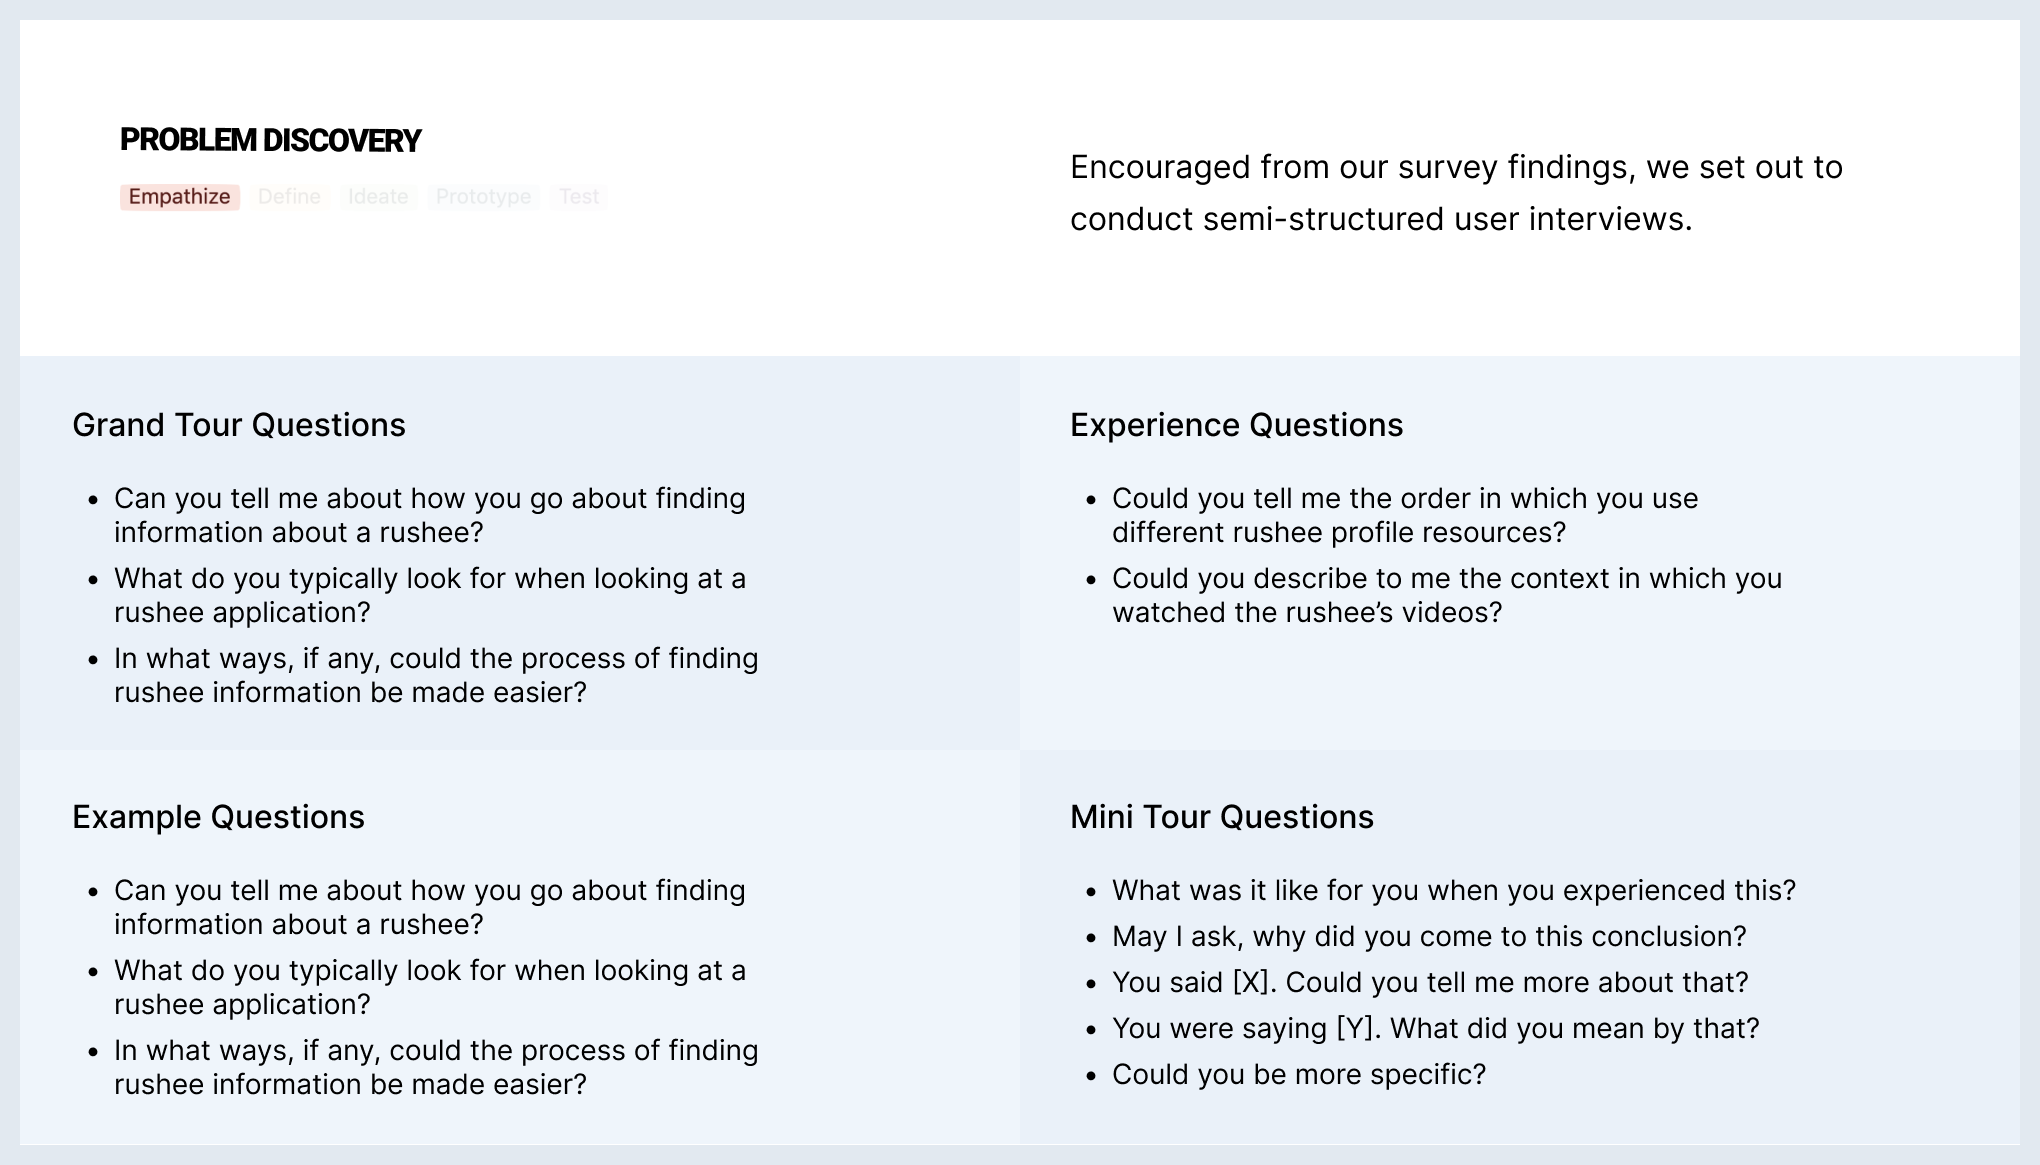 PROBLEM DISCOVERY
Empathize Define Ideate Prototype Test
Encouraged from our survey findings, we set out to
conduct semi-structured user interviews.
Grand Tour Questions
• Can you tell me about how you go about finding
information about a rushee?
• What do you typically look for when looking at a
rushee application?
• In what ways, if any, could the process of finding
rushee information be made easier?
Experience Questions
• Could you tell me the order in which you use
different rushee profile resources?
• Could you describe to me the context in which you
watched the rushee’s videos?
Example Questions
• Can you tell me about how you go about finding
information about a rushee?
• What do you typically look for when looking at a
rushee application?
• In what ways, if any, could the process of finding
rushee information be made easier?
Mini Tour Questions
• What was it like for you when you experienced this?
• May I ask, why did you come to this conclusion?
• You said [X]. Could you tell me more about that?
• You were saying [Y]. What did you mean by that?
• Could you be more specific?